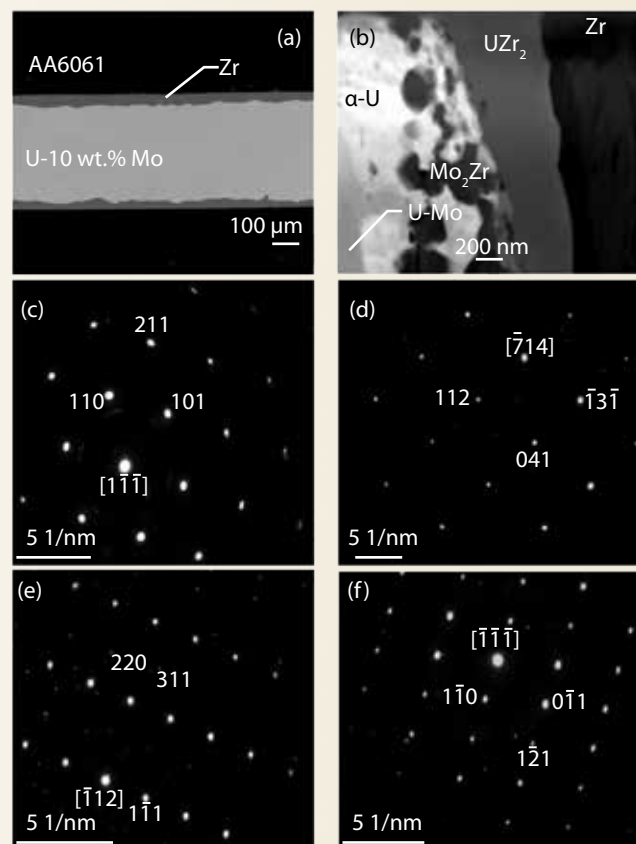 (a)
AA6061
Zr
U-10 wt.% Mo
100 µm
(b)
Zr
UZr₂
α-U
Mo₂Zr
U-Mo
200 nm
(c)
211
110
101
[11̄1̄]
5 1/nm
(d)
[7̄14]
112
1̄31̄
041
5 1/nm
(e)
220
311
[1̄12]
11̄1
5 1/nm
(f)
[1̄1̄1̄]
11̄0
01̄1
12̄1
5 1/nm